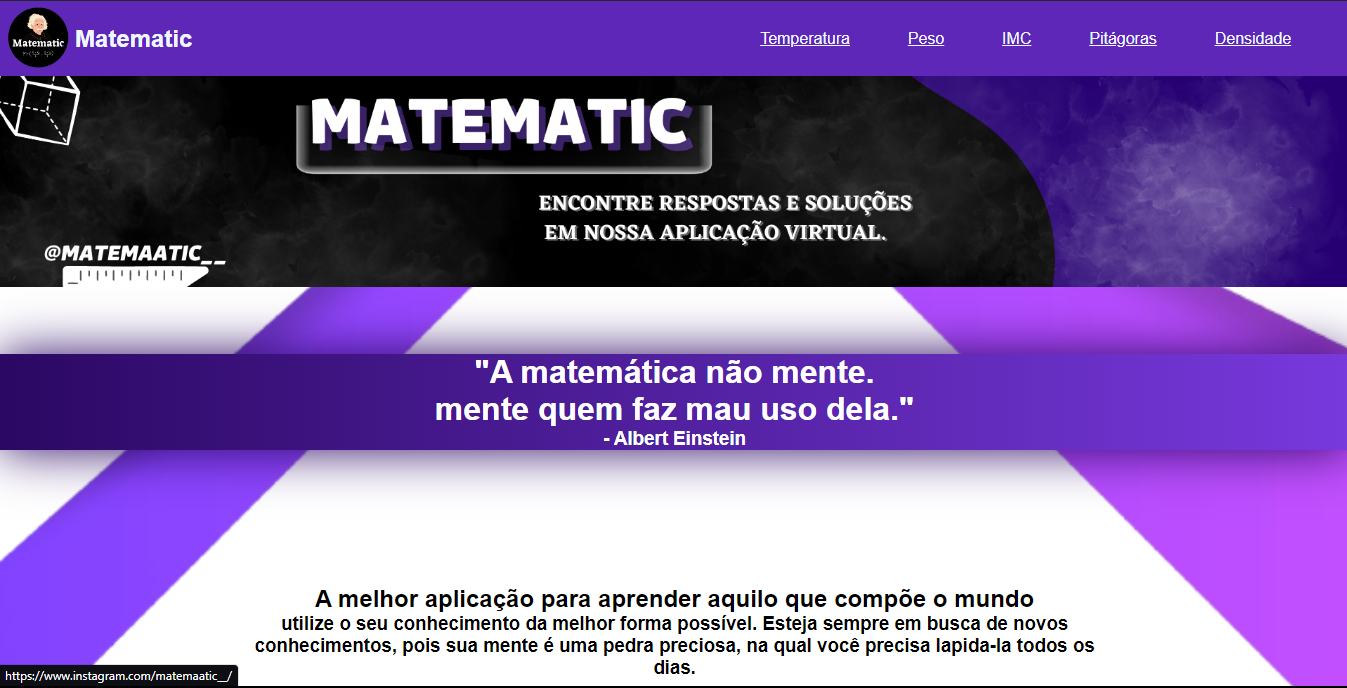 Matematic
Matematic
Temperatura
Peso
IMC
Pitágoras
Densidade
MATEMATIC
ENCONTRE RESPOSTAS E SOLUÇÕES
EM NOSSA APLICAÇÃO VIRTUAL.
@MATEMAATIC__
"A matemática não mente.
mente quem faz mau uso dela."
- Albert Einstein
A melhor aplicação para aprender aquilo que compõe o mundo
utilize o seu conhecimento da melhor forma possível. Esteja sempre em busca de novos
conhecimentos, pois sua mente é uma pedra preciosa, na qual você precisa lapida-la todos os
dias.
https://www.instagram.com/matemaatic__/